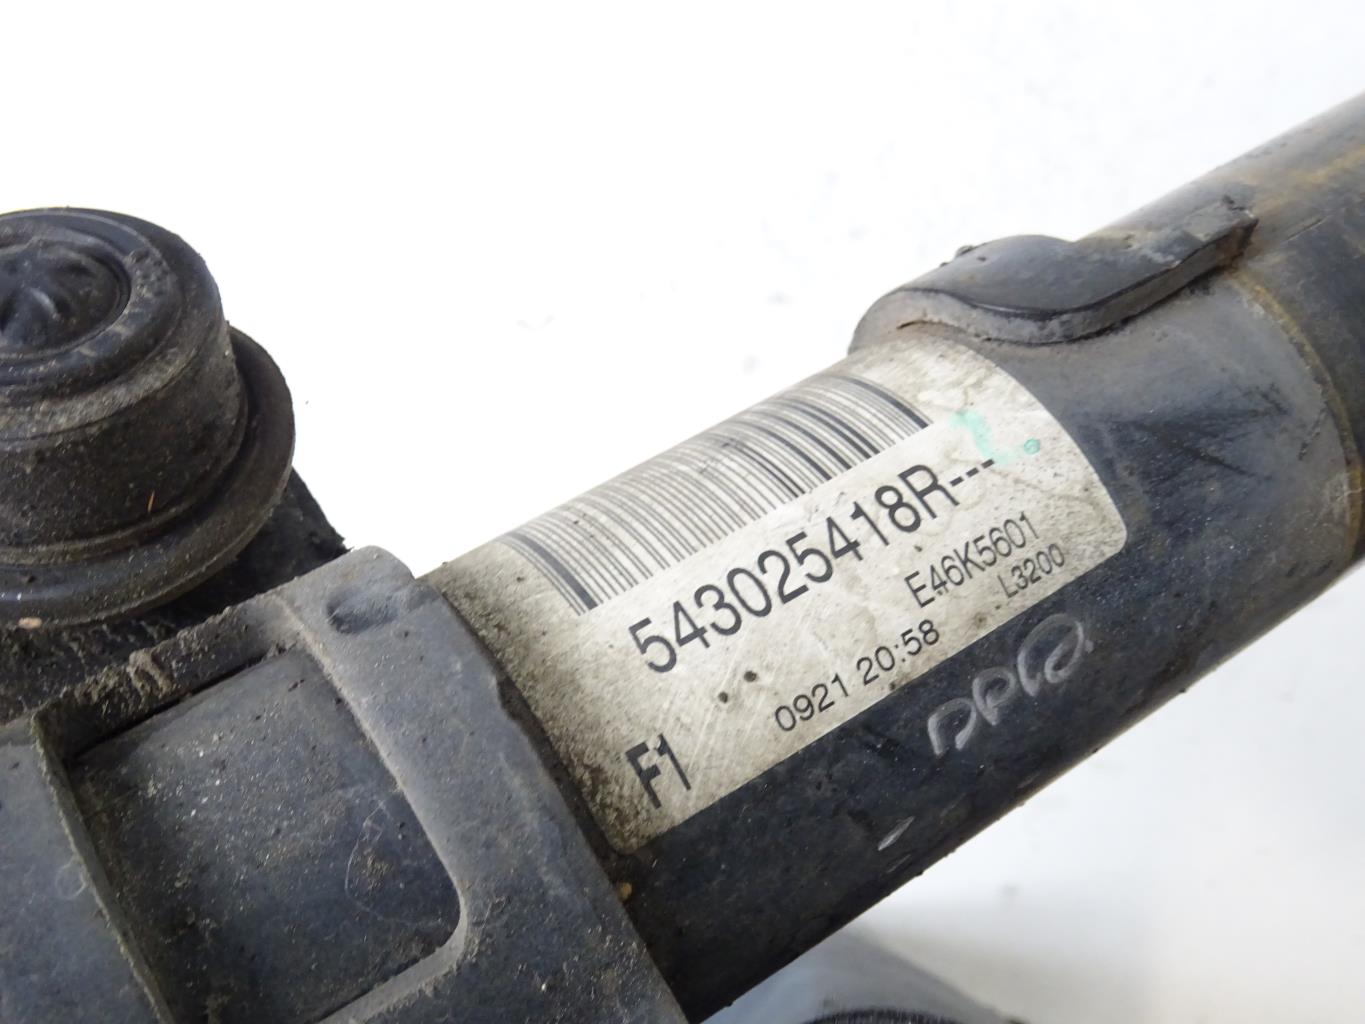 543025418R----
E46K5601
0921 20:58
L3200
F1